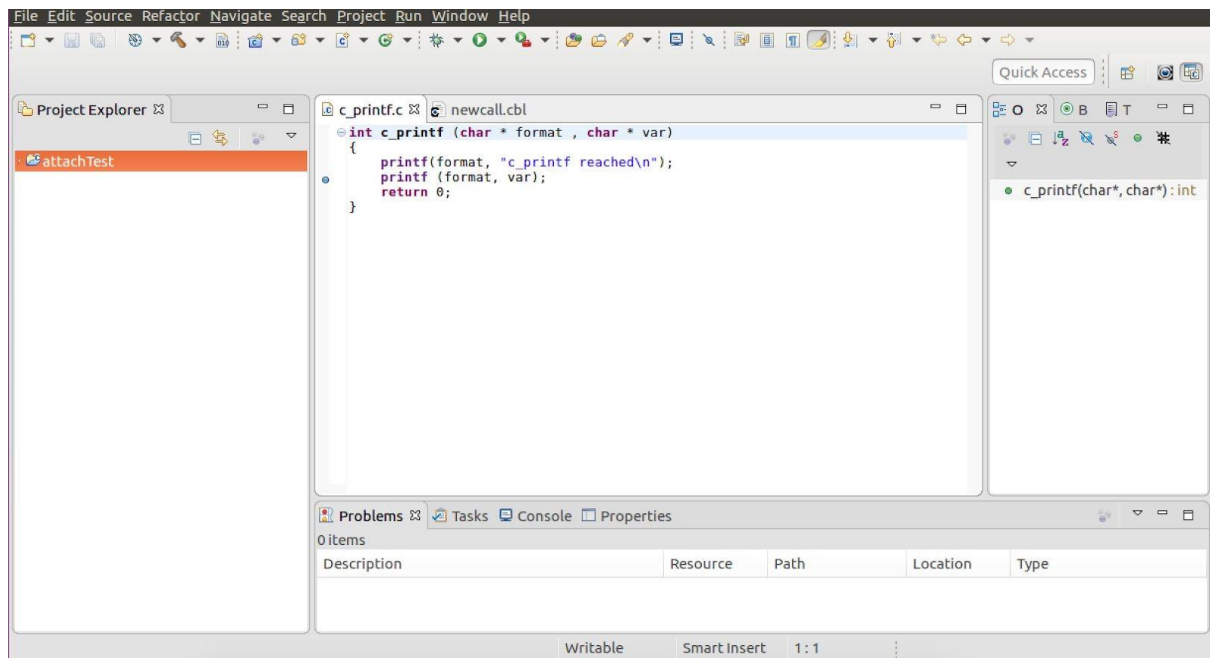 File Edit Source Refactor Navigate Search Project Run Window Help
Quick Access
Project Explorer
attachTest
c_printf.c newcall.cbl
int c_printf (char * format , char * var)
{
printf(format, "c_printf reached\n");
printf (format, var);
return 0;
}
O B T
c_printf(char*, char*) : int
Problems Tasks Console Properties
0 items
Description Resource Path Location Type
Writable Smart Insert 1 : 1